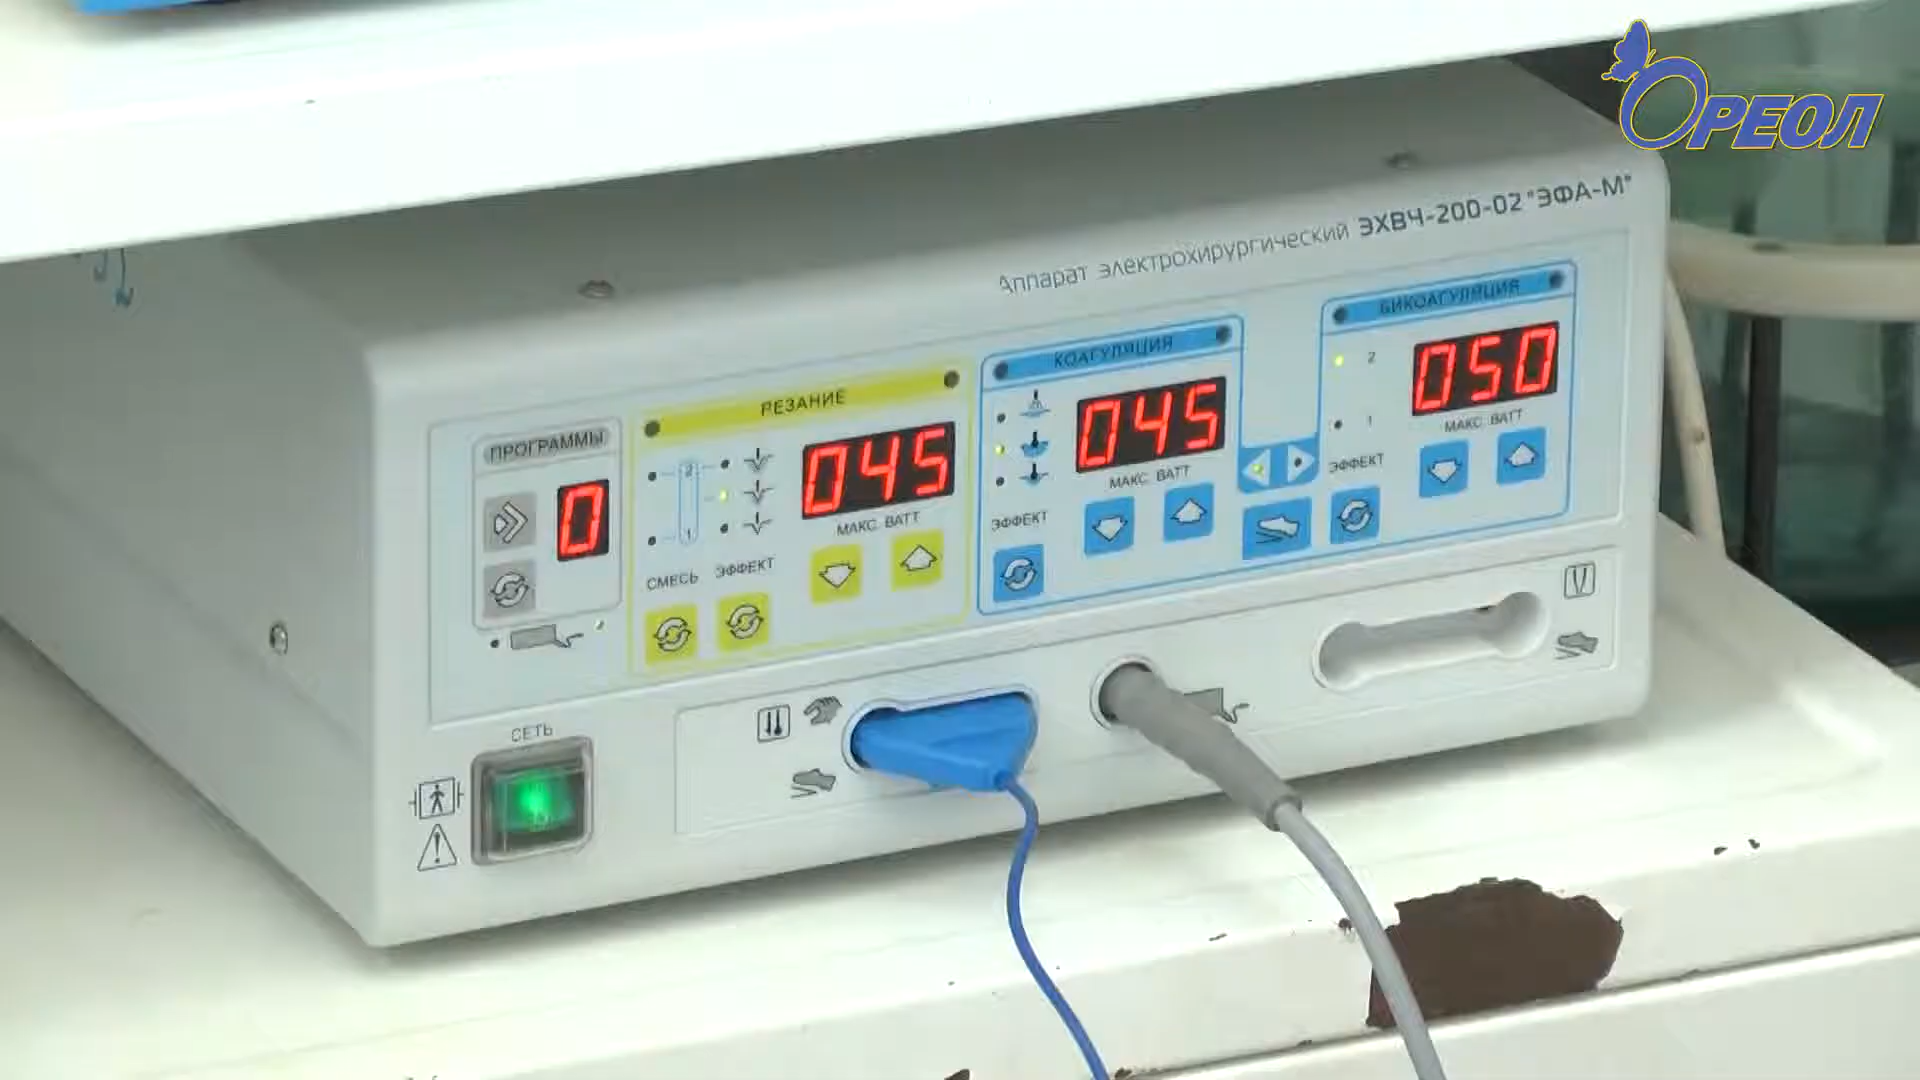 ОРЕОЛ
Аппарат электрохирургический ЭХВЧ-200-02 "ЭФА-М"
ПРОГРАММЫ
0
РЕЗАНИЕ
2
1
045
МАКС. ВАТТ
СМЕСЬ
ЭФФЕКТ
КОАГУЛЯЦИЯ
045
МАКС. ВАТТ
ЭФФЕКТ
БИКОАГУЛЯЦИЯ
2
1
050
МАКС. ВАТТ
ЭФФЕКТ
СЕТЬ